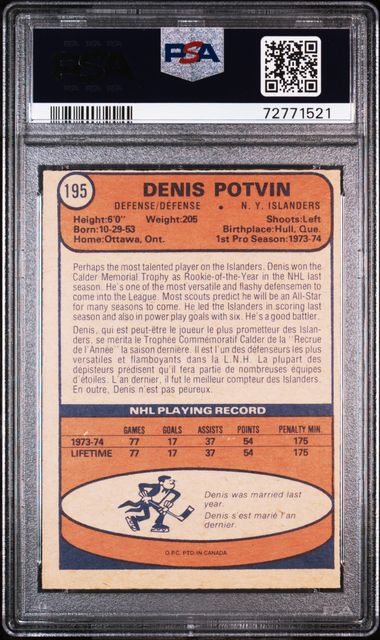 PSA
PSA
72771521
195
DENIS POTVIN
DEFENSE/DÉFENSE • N. Y. ISLANDERS
Height:6'0" Weight:205 Shoots:Left
Born:10-29-53 Birthplace:Hull, Que.
Home:Ottawa, Ont. 1st Pro Season:1973-74
Perhaps the most talented player on the Islanders. Denis won the
Calder Memorial Trophy as Rookie-of-the-Year in the NHL last
season. He's one of the most versatile and flashy defensemen to
come into the League. Most scouts predict he will be an All-Star
for many seasons to come. He led the Islanders in scoring last
season and also in power play goals with six. He's a good battler.
Denis, qui est peut-être le joueur le plus prometteur des Islan-
ders, se mérita le Trophée Commémoratif Calder de la "Recrue
de l'Année" la saison dernière. Il est l'un des défenseurs les plus
versatiles et flamboyants dans la L.N.H. La plupart des
dépisteurs prédisent qu'il fera partie de nombreuses équipes
d'étoiles. L'an dernier, il fut le meilleur compteur des Islanders.
En outre, Denis n'est pas peureux.
NHL PLAYING RECORD
GAMES GOALS ASSISTS POINTS PENALTY MIN.
1973-74 77 17 37 54 175
LIFETIME 77 17 37 54 175
Denis was married last
year.
Denis s'est marié l'an
dernier.
O.P.C. PTD. IN CANADA